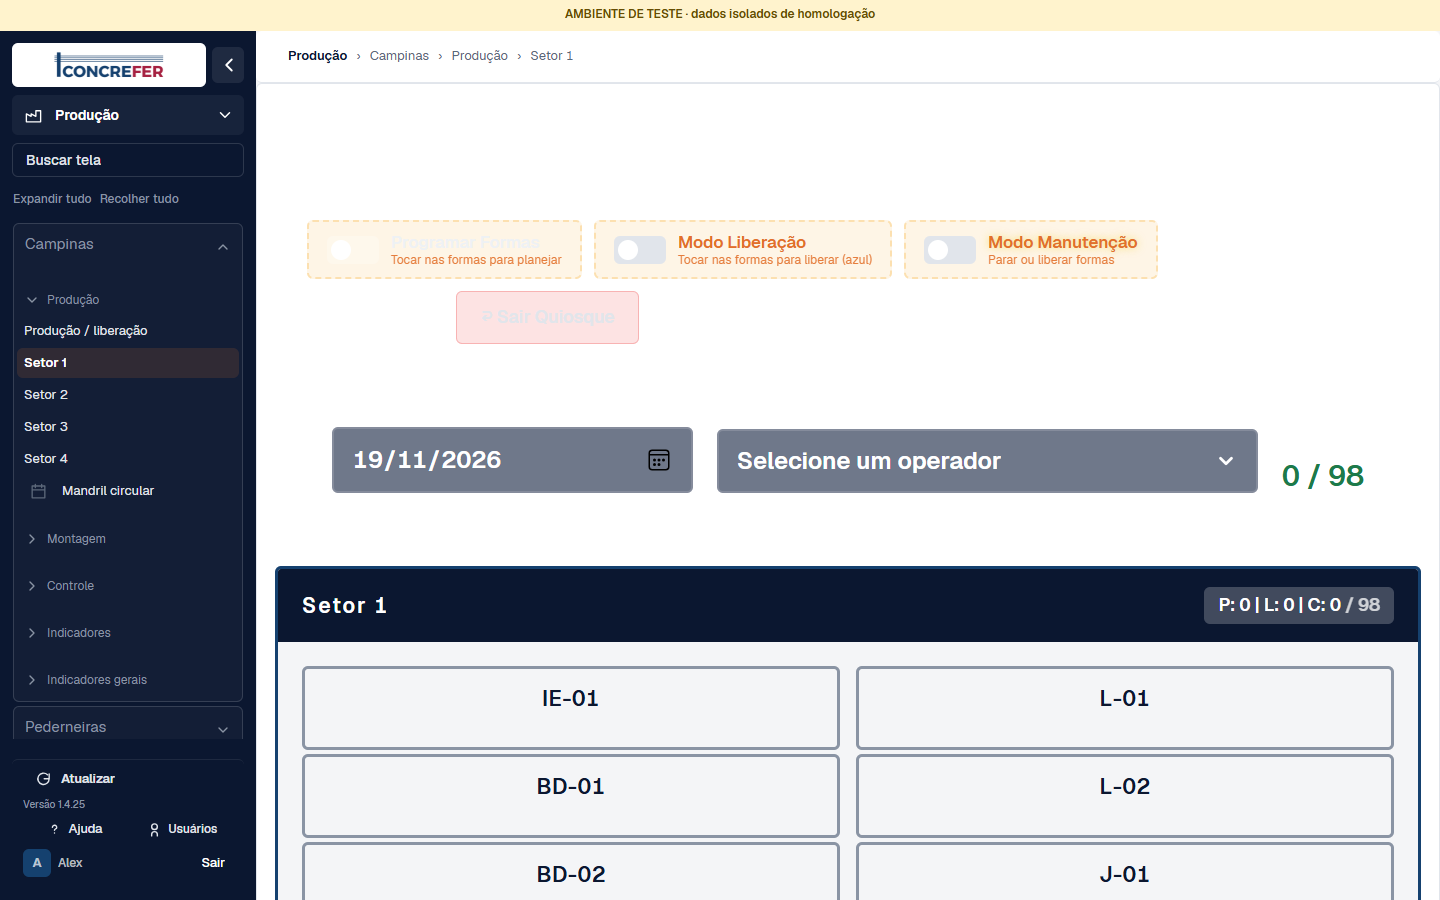 AMBIENTE DE TESTE · dados isolados de homologação
CONCREFER
Produção
Buscar tela
Expandir tudo Recolher tudo
Campinas
Produção
Produção / liberação
Setor 1
Setor 2
Setor 3
Setor 4
Mandril circular
Montagem
Controle
Indicadores
Indicadores gerais
Pederneiras
Atualizar
Versão 1.4.25
? Ajuda
Usuários
A Alex
Sair
Produção › Campinas › Produção › Setor 1
Programar Formas
Tocar nas formas para planejar
Modo Liberação
Tocar nas formas para liberar (azul)
Modo Manutenção
Parar ou liberar formas
Sair Quiosque
19/11/2026
Selecione um operador
0 / 98
Setor 1
P: 0 | L: 0 | C: 0 / 98
IE-01
L-01
BD-01
L-02
BD-02
J-01